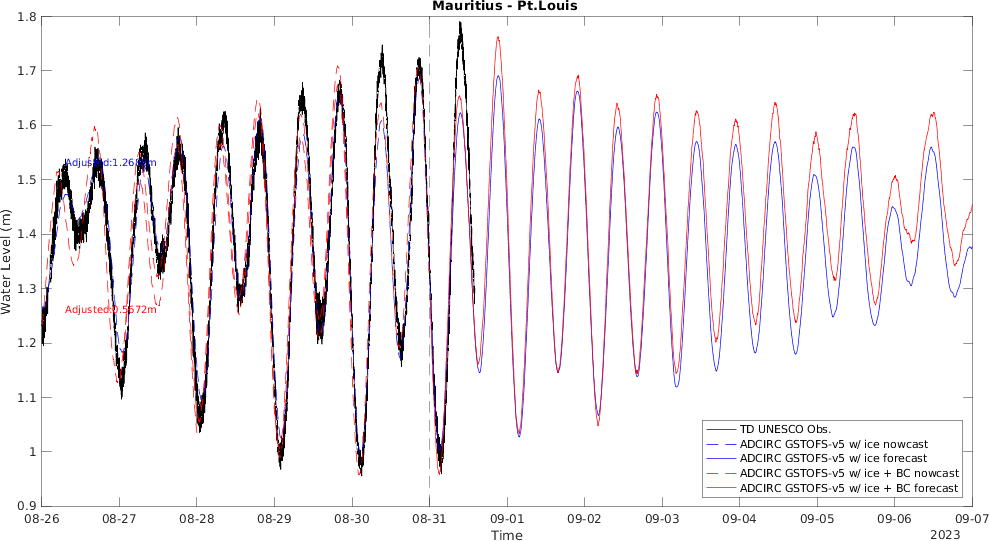 Mauritius - Pt.Louis
Water Level (m)
1.8
1.7
1.6
1.5
1.4
1.3
1.2
1.1
1
0.9
Adjusted:0.5572m
TD UNESCO Obs.
ADCIRC GSTOFS-v5 w/ ice nowcast
ADCIRC GSTOFS-v5 w/ ice forecast
ADCIRC GSTOFS-v5 w/ ice + BC nowcast
ADCIRC GSTOFS-v5 w/ ice + BC forecast
08-26 08-27 08-28 08-29 08-30 08-31 09-01 09-02 09-03 09-04 09-05 09-06 09-07
Time
2023